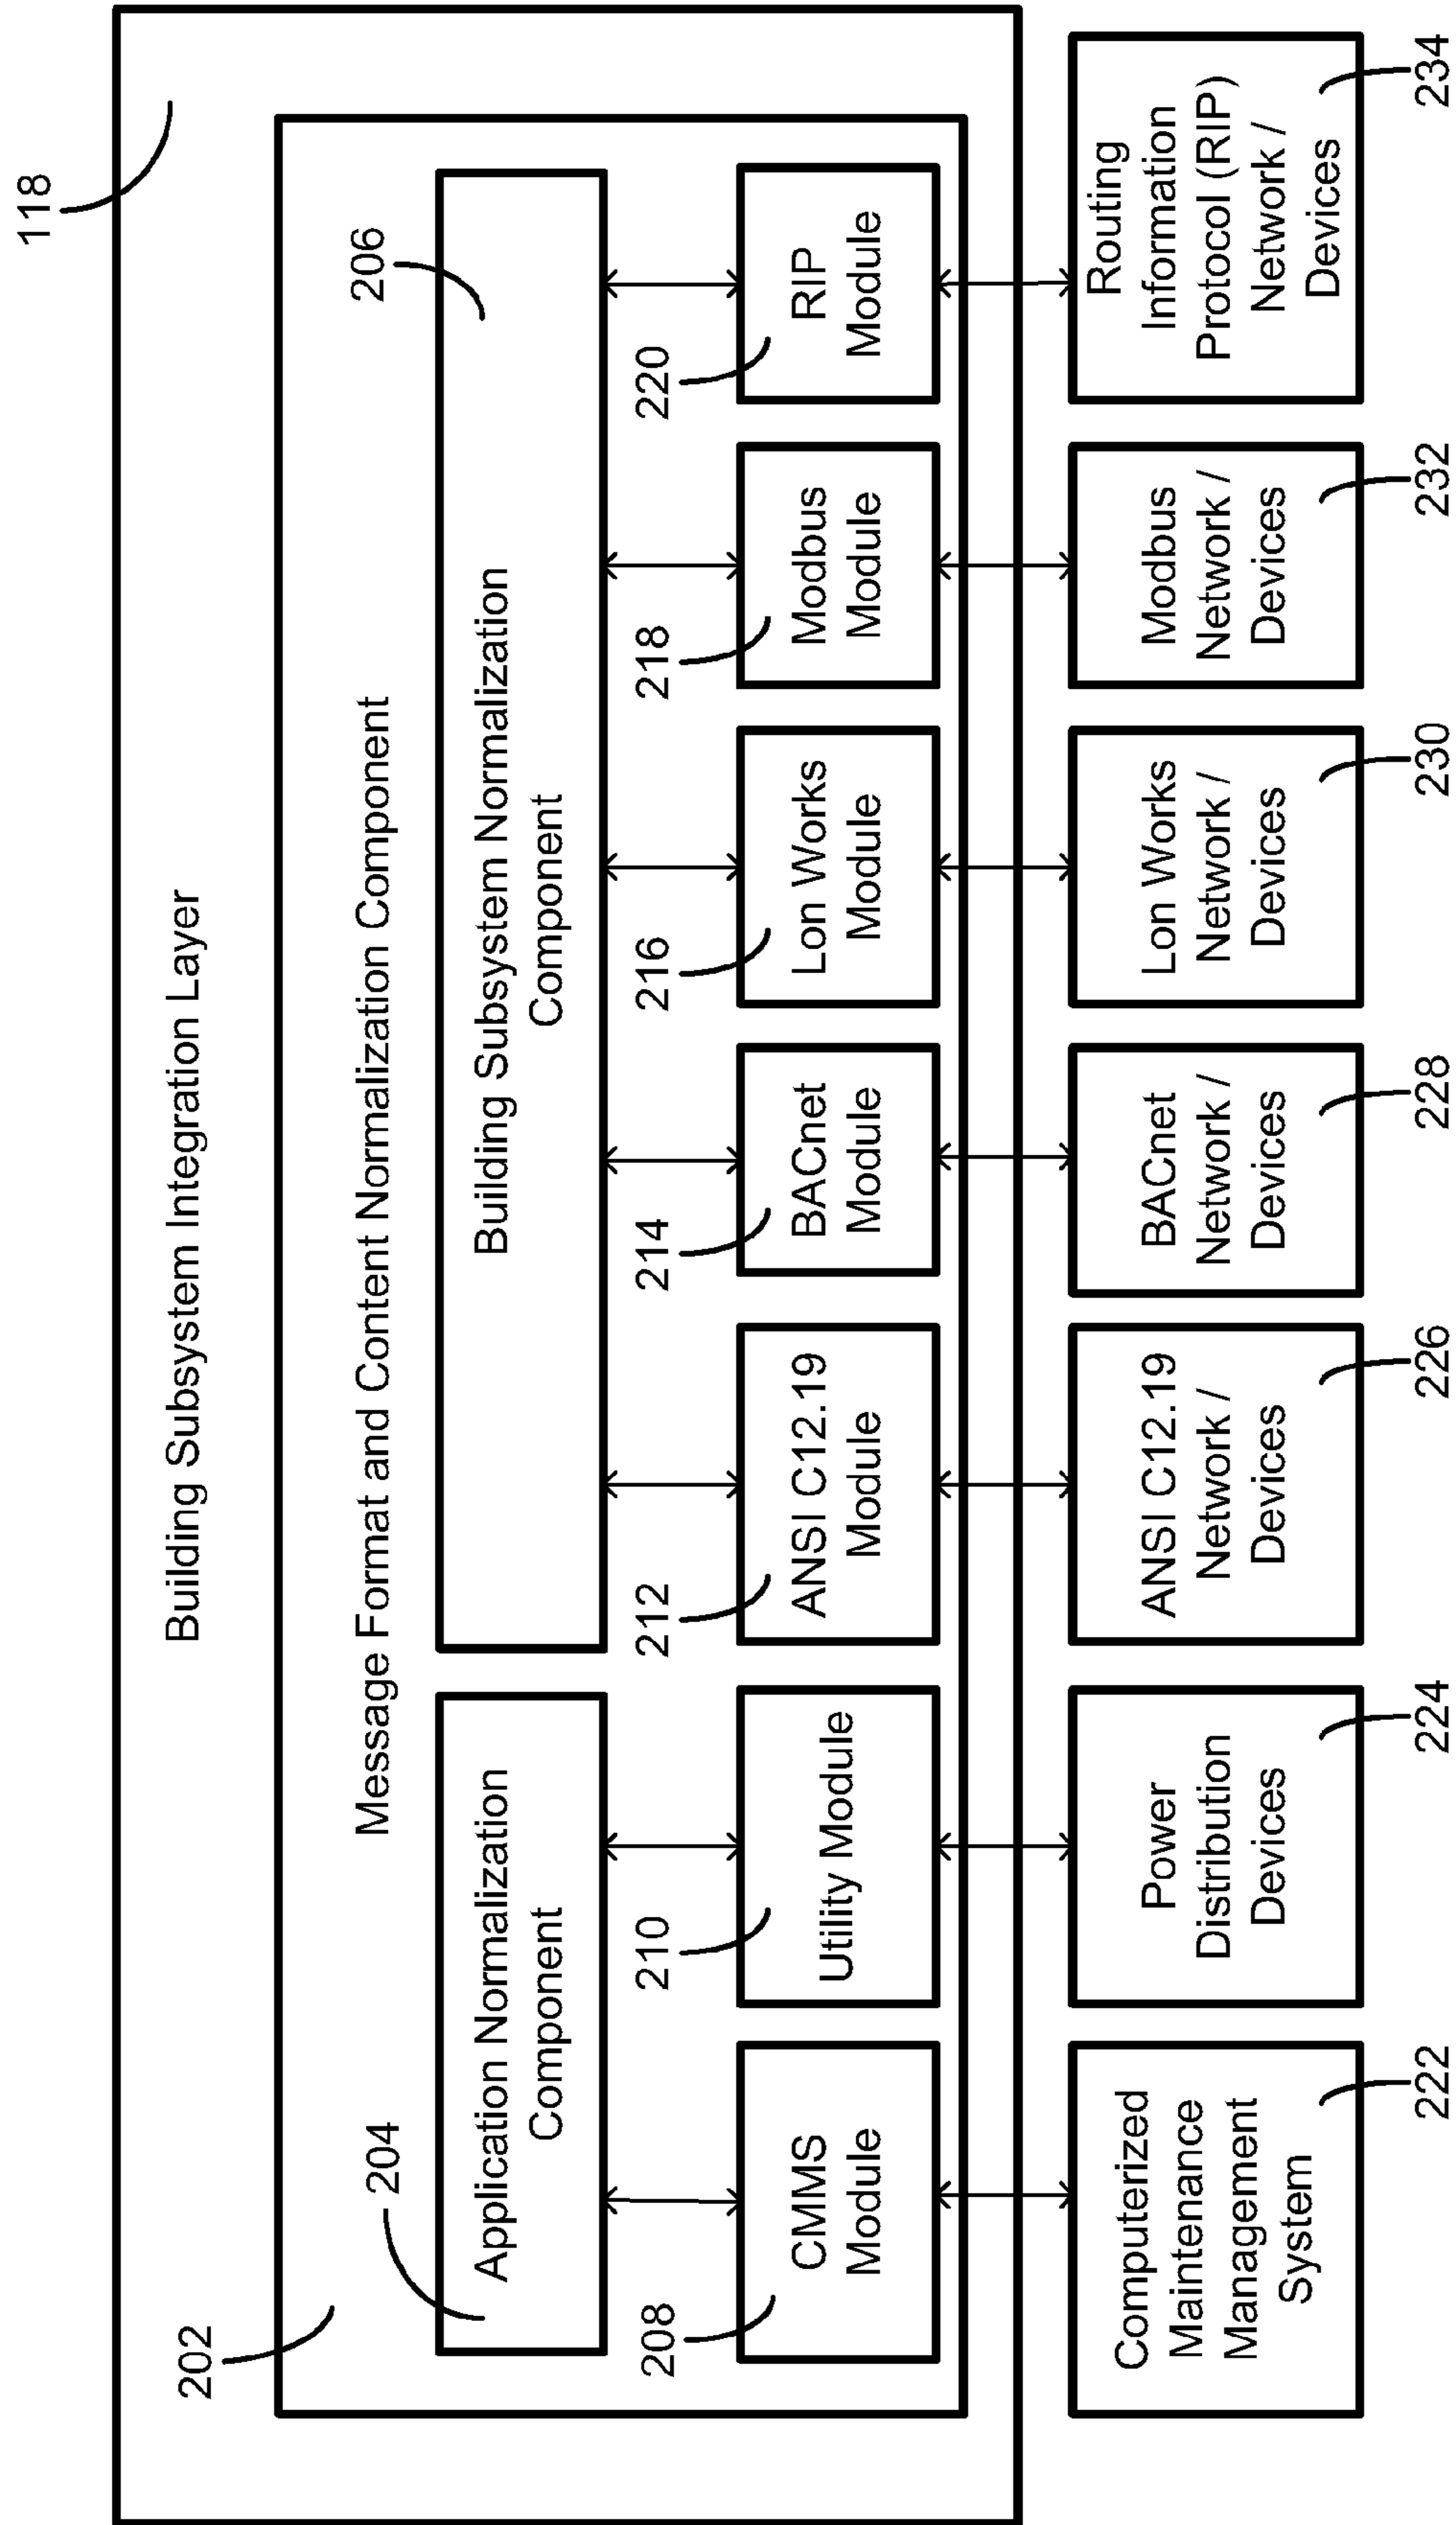 118
Building Subsystem Integration Layer
202
Message Format and Content Normalization Component
204
Application Normalization
Component
206
Building Subsystem Normalization
Component
208
CMMS
Module
210
Utility Module
212
ANSI C12.19
Module
214
BACnet
Module
216
Lon Works
Module
218
Modbus
Module
220
RIP
Module
Computerized
Maintenance
Management
System
222
Power
Distribution
Devices
224
ANSI C12.19
Network /
Devices
226
BACnet
Network /
Devices
228
Lon Works
Network /
Devices
230
Modbus
Network /
Devices
232
Routing
Information
Protocol (RIP)
Network /
Devices
234